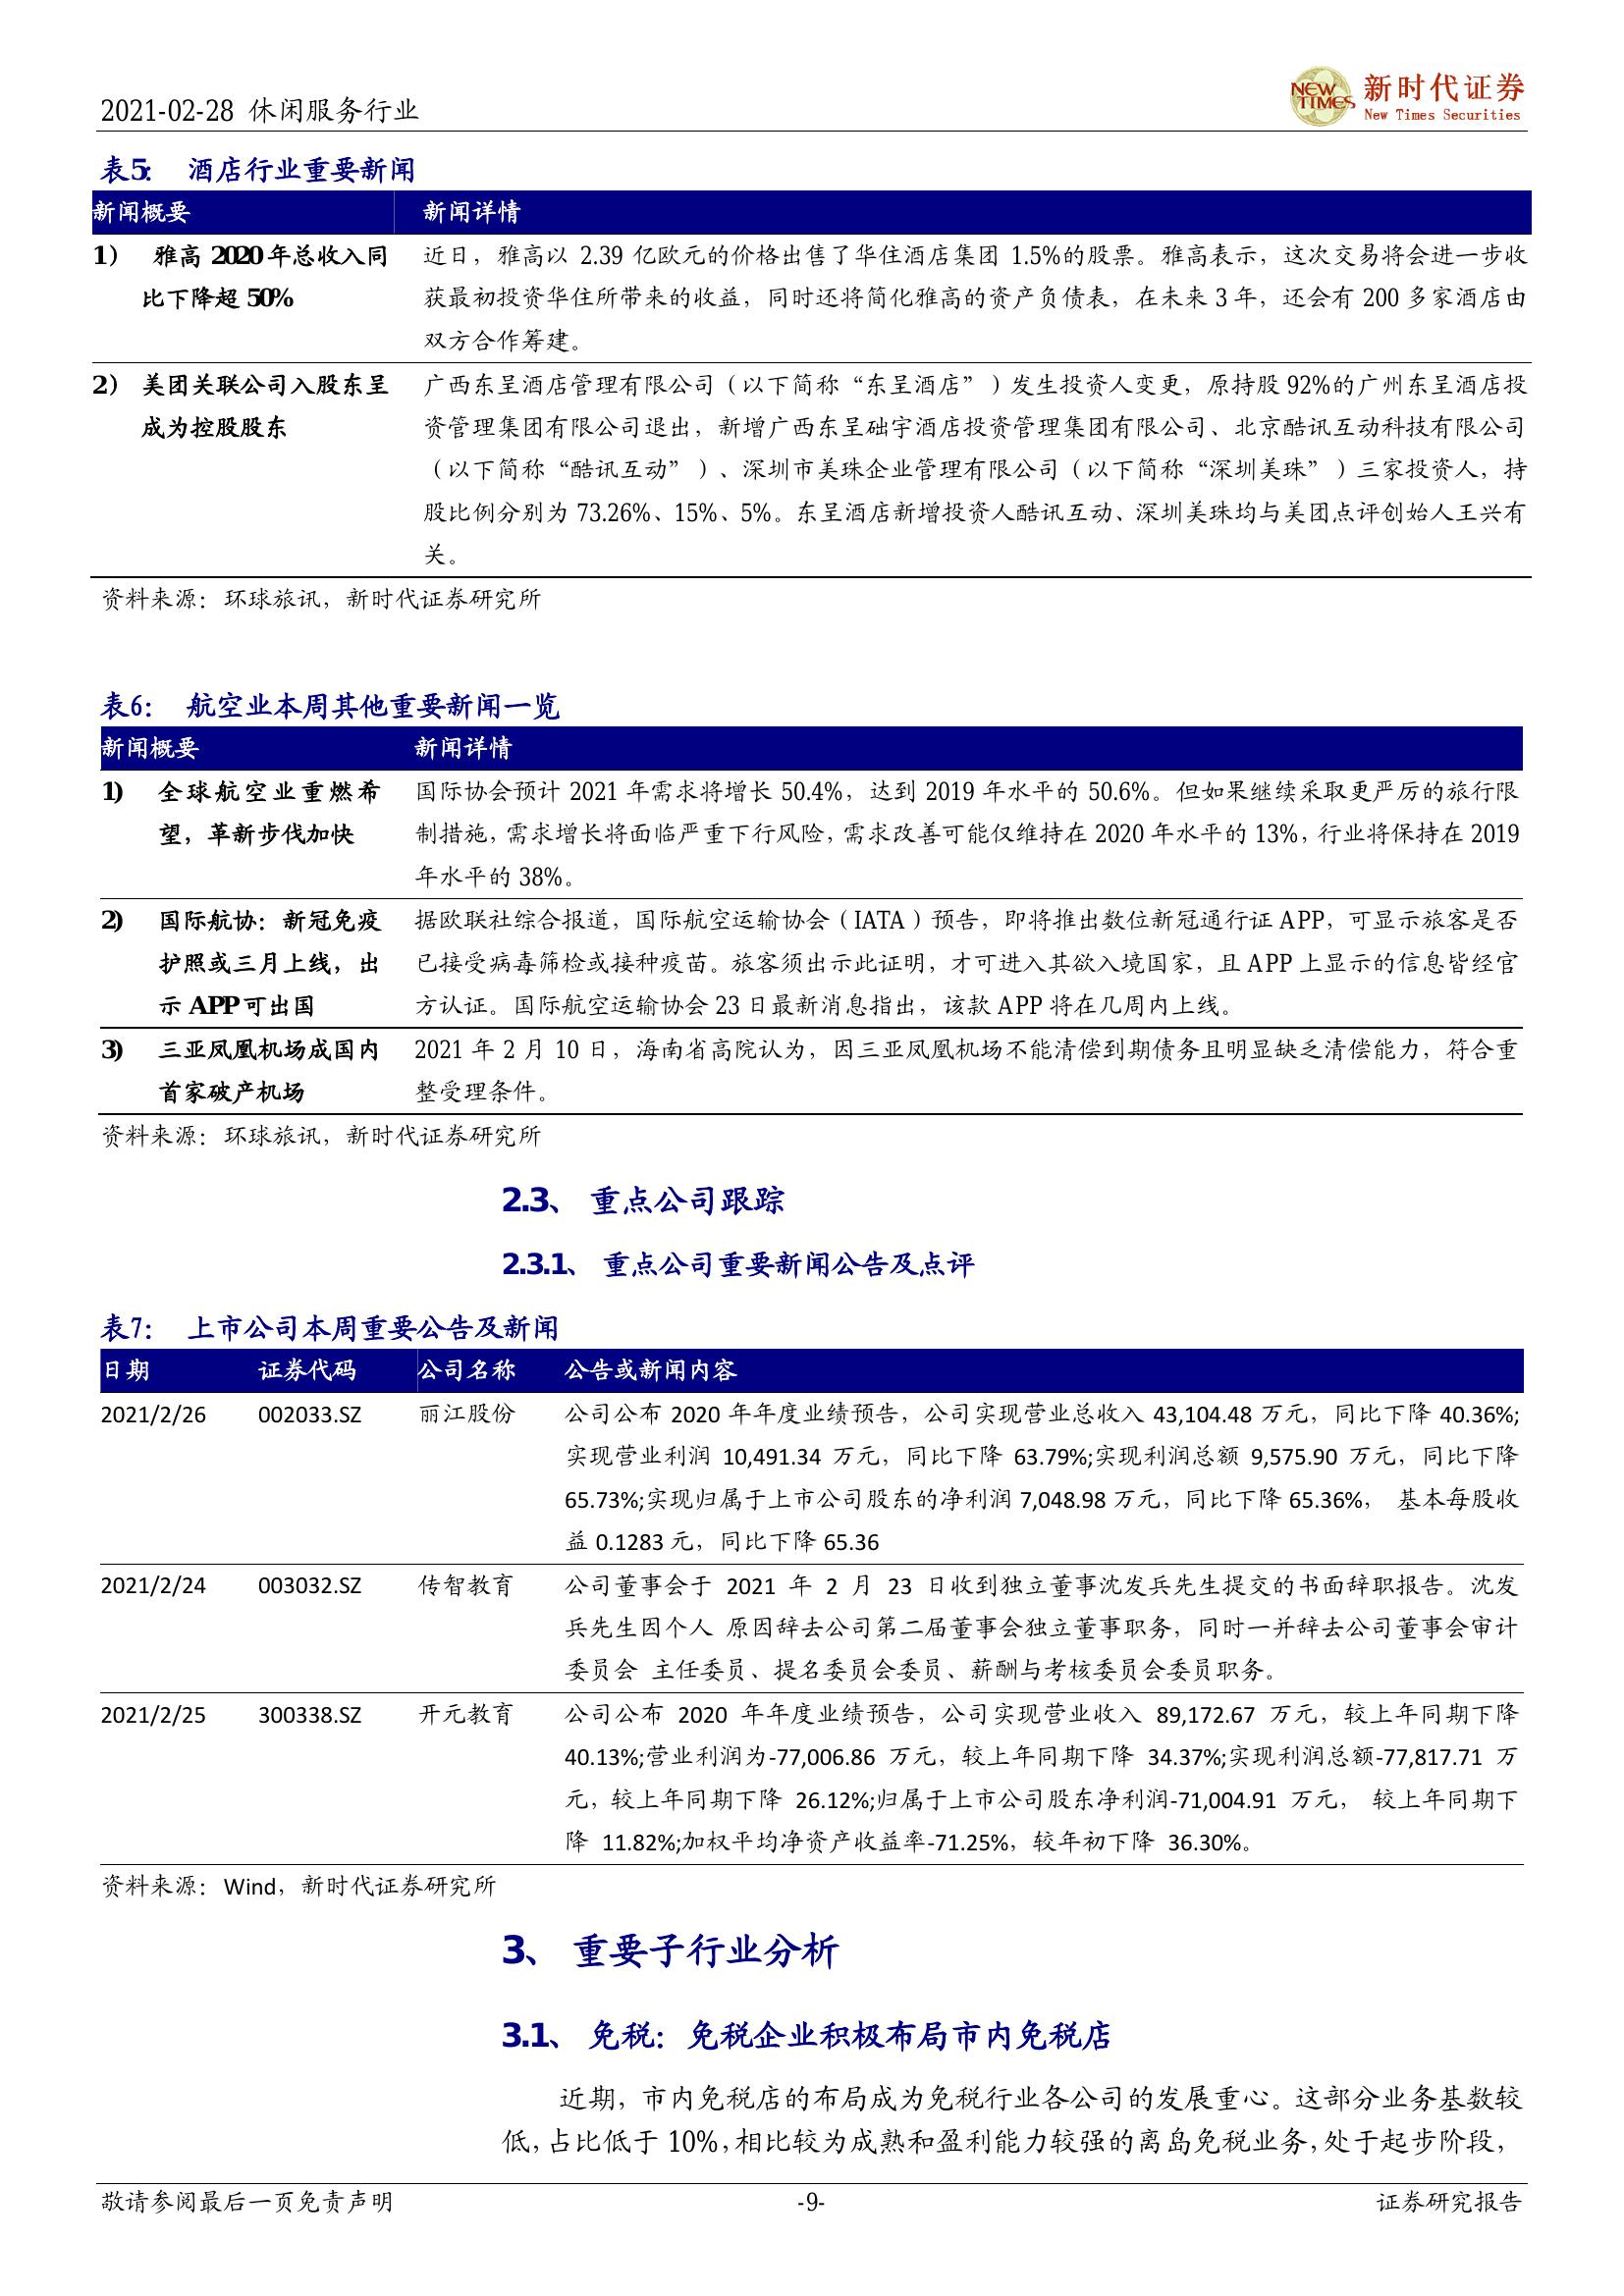 2021-02-28 休闲服务行业
NEW TIMES 新时代证券
New Times Securities
表5: 酒店行业重要新闻
新闻概要 新闻详情
1） 雅高 2020 年总收入同比下降超 50%
近日，雅高以 2.39 亿欧元的价格出售了华住酒店集团 1.5%的股票。雅高表示，这次交易将会进一步收
获最初投资华住所带来的收益，同时还将简化雅高的资产负债表，在未来 3 年，还会有 200 多家酒店由
双方合作筹建。
2） 美团关联公司入股东呈成为控股股东
广西东呈酒店管理有限公司（以下简称“东呈酒店”）发生投资人变更，原持股 92%的广州东呈酒店投
资管理集团有限公司退出，新增广西东呈础宇酒店投资管理集团有限公司、北京酷讯互动科技有限公司
（以下简称“酷讯互动”）、深圳市美珠企业管理有限公司（以下简称“深圳美珠”）三家投资人，持
股比例分别为 73.26%、15%、5%。东呈酒店新增投资人酷讯互动、深圳美珠均与美团点评创始人王兴有
关。
资料来源：环球旅讯，新时代证券研究所
表6: 航空业本周其他重要新闻一览
新闻概要 新闻详情
1) 全球航空业重燃希望，革新步伐加快
国际协会预计 2021 年需求将增长 50.4%，达到 2019 年水平的 50.6%。但如果继续采取更严厉的旅行限
制措施，需求增长将面临严重下行风险，需求改善可能仅维持在 2020 年水平的 13%，行业将保持在 2019
年水平的 38%。
2) 国际航协：新冠免疫护照或三月上线，出示 APP 可出国
据欧联社综合报道，国际航空运输协会（IATA）预告，即将推出数位新冠通行证 APP，可显示旅客是否
已接受病毒筛检或接种疫苗。旅客须出示此证明，才可进入其欲入境国家，且 APP 上显示的信息皆经官
方认证。国际航空运输协会 23 日最新消息指出，该款 APP 将在几周内上线。
3) 三亚凤凰机场成国内首家破产机场
2021 年 2 月 10 日，海南省高院认为，因三亚凤凰机场不能清偿到期债务且明显缺乏清偿能力，符合重
整受理条件。
资料来源：环球旅讯，新时代证券研究所
2.3、 重点公司跟踪
2.3.1、 重点公司重要新闻公告及点评
表7: 上市公司本周重要公告及新闻
日期 证券代码 公司名称 公告或新闻内容
2021/2/26 002033.SZ 丽江股份 公司公布 2020 年年度业绩预告，公司实现营业总收入 43,104.48 万元，同比下降 40.36%;
实现营业利润 10,491.34 万元，同比下降 63.79%;实现利润总额 9,575.90 万元，同比下降
65.73%;实现归属于上市公司股东的净利润 7,048.98 万元，同比下降 65.36%， 基本每股收
益 0.1283 元，同比下降 65.36
2021/2/24 003032.SZ 传智教育 公司董事会于 2021 年 2 月 23 日收到独立董事沈发兵先生提交的书面辞职报告。沈发
兵先生因个人 原因辞去公司第二届董事会独立董事职务，同时一并辞去公司董事会审计
委员会 主任委员、提名委员会委员、薪酬与考核委员会委员职务。
2021/2/25 300338.SZ 开元教育 公司公布 2020 年年度业绩预告，公司实现营业收入 89,172.67 万元，较上年同期下降
40.13%;营业利润为-77,006.86 万元，较上年同期下降 34.37%;实现利润总额-77,817.71 万
元，较上年同期下降 26.12%;归属于上市公司股东净利润-71,004.91 万元， 较上年同期下
降 11.82%;加权平均净资产收益率-71.25%，较年初下降 36.30%。
资料来源：Wind，新时代证券研究所
3、 重要子行业分析
3.1、 免税：免税企业积极布局市内免税店
近期，市内免税店的布局成为免税行业各公司的发展重心。这部分业务基数较
低，占比低于 10%，相比较为成熟和盈利能力较强的离岛免税业务，处于起步阶段，
敬请参阅最后一页免责声明 -9- 证券研究报告